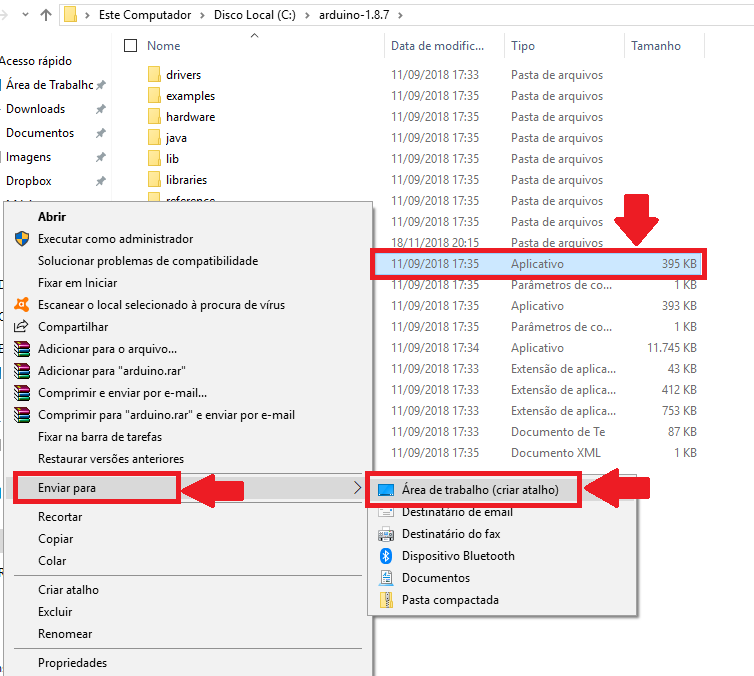 Este Computador > Disco Local (C:) > arduino-1.8.7 >
Nome Data de modific... Tipo Tamanho
Acesso rápido
Área de Trabalho
Downloads
Documentos
Imagens
Dropbox
drivers 11/09/2018 17:33 Pasta de arquivos
examples 11/09/2018 17:35 Pasta de arquivos
hardware 11/09/2018 17:35 Pasta de arquivos
java 11/09/2018 17:35 Pasta de arquivos
lib 11/09/2018 17:35 Pasta de arquivos
libraries 11/09/2018 17:35 Pasta de arquivos
reference 11/09/2018 17:35 Pasta de arquivos
11/09/2018 17:35 Pasta de arquivos
18/11/2018 20:15 Pasta de arquivos
11/09/2018 17:35 Aplicativo 395 KB
11/09/2018 17:35 Parâmetros de co... 1 KB
11/09/2018 17:35 Aplicativo 393 KB
11/09/2018 17:35 Parâmetros de co... 1 KB
11/09/2018 17:34 Aplicativo 11.745 KB
11/09/2018 17:33 Extensão de aplica... 43 KB
11/09/2018 17:33 Extensão de aplica... 412 KB
11/09/2018 17:33 Extensão de aplica... 753 KB
11/09/2018 17:33 Documento de Te 87 KB
11/09/2018 17:35 Documento XML 1 KB
Abrir
Executar como administrador
Solucionar problemas de compatibilidade
Fixar em Iniciar
Escanear o local selecionado à procura de vírus
Compartilhar
Adicionar para o arquivo...
Adicionar para "arduino.rar"
Comprimir e enviar por e-mail...
Comprimir para "arduino.rar" e enviar por e-mail
Fixar na barra de tarefas
Restaurar versões anteriores
Enviar para
Recortar
Copiar
Colar
Criar atalho
Excluir
Renomear
Propriedades
Área de trabalho (criar atalho)
Destinatário de email
Destinatário do fax
Dispositivo Bluetooth
Documentos
Pasta compactada